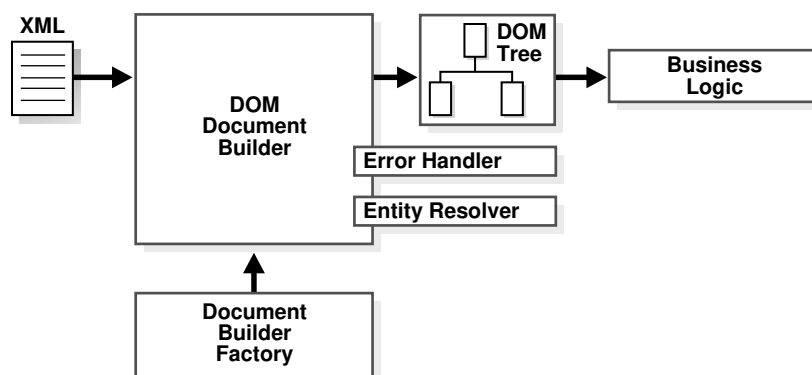 XML
DOM
Document
Builder
DOM
Tree
Business
Logic
Error Handler
Entity Resolver
Document
Builder
Factory